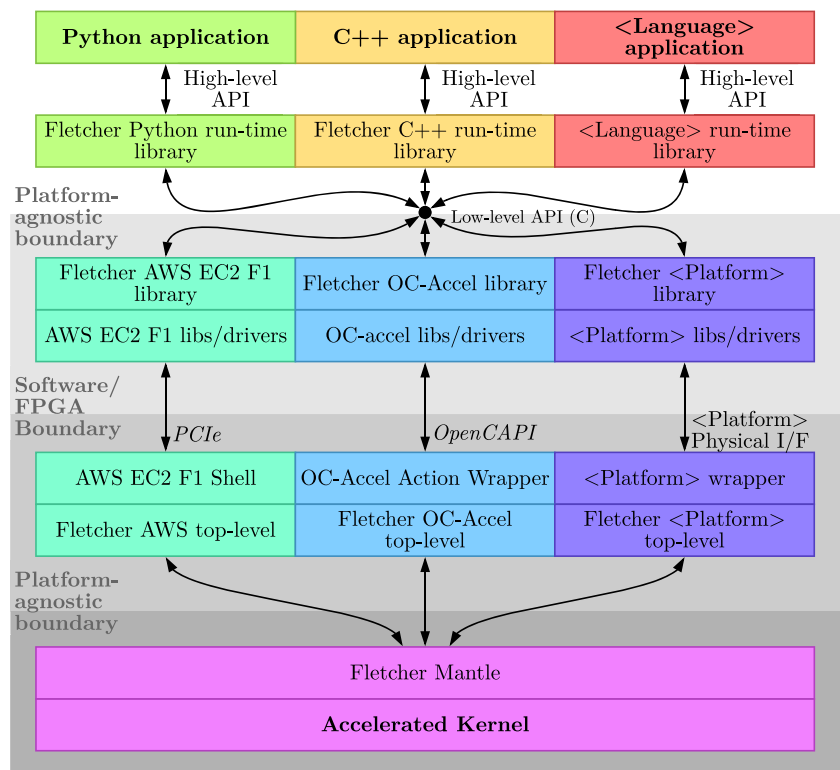 Python application
C++ application
<Language>
application
High-level
API
High-level
API
High-level
API
Fletcher Python run-time
library
Fletcher C++ run-time
library
<Language> run-time
library
Platform-
agnostic
boundary
Low-level API (C)
Fletcher AWS EC2 F1
library
Fletcher OC-Accel library
Fletcher <Platform>
library
AWS EC2 F1 libs/drivers
OC-accel libs/drivers
<Platform> libs/drivers
Software/
FPGA
Boundary
PCIe
OpenCAPI
<Platform>
Physical I/F
AWS EC2 F1 Shell
OC-Accel Action Wrapper
<Platform> wrapper
Fletcher AWS top-level
Fletcher OC-Accel
top-level
Fletcher <Platform>
top-level
Platform-
agnostic
boundary
Fletcher Mantle
Accelerated Kernel